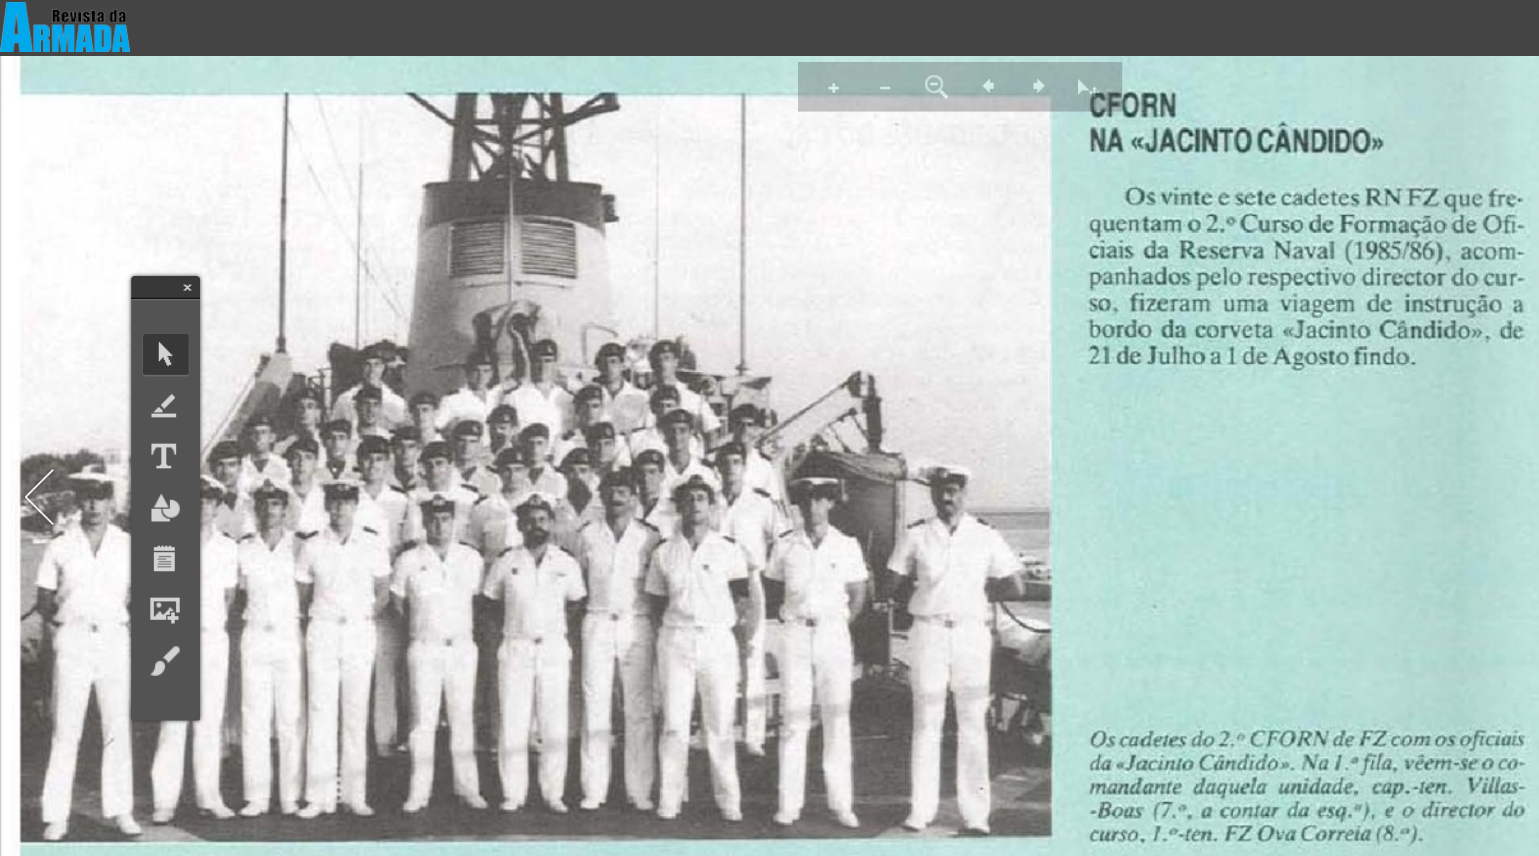 Revista da
ARMADA
CFORN
NA «JACINTO CÂNDIDO»
Os vinte e sete cadetes RN FZ que fre-
quentam o 2.º Curso de Formação de Ofi-
ciais da Reserva Naval (1985/86), acom-
panhados pelo respectivo director do cur-
so, fizeram uma viagem de instrução a
bordo da corveta «Jacinto Cândido», de
21 de Julho a 1 de Agosto findo.
Os cadetes do 2.º CFORN de FZ com os oficiais
da «Jacinto Cândido». Na 1.ª fila, vêem-se o co-
mandante daquela unidade, cap.-ten. Villas-
-Boas (7.º, a contar da esq.ª), e o director do
curso, 1.º-ten. FZ Ova Correia (8.º).